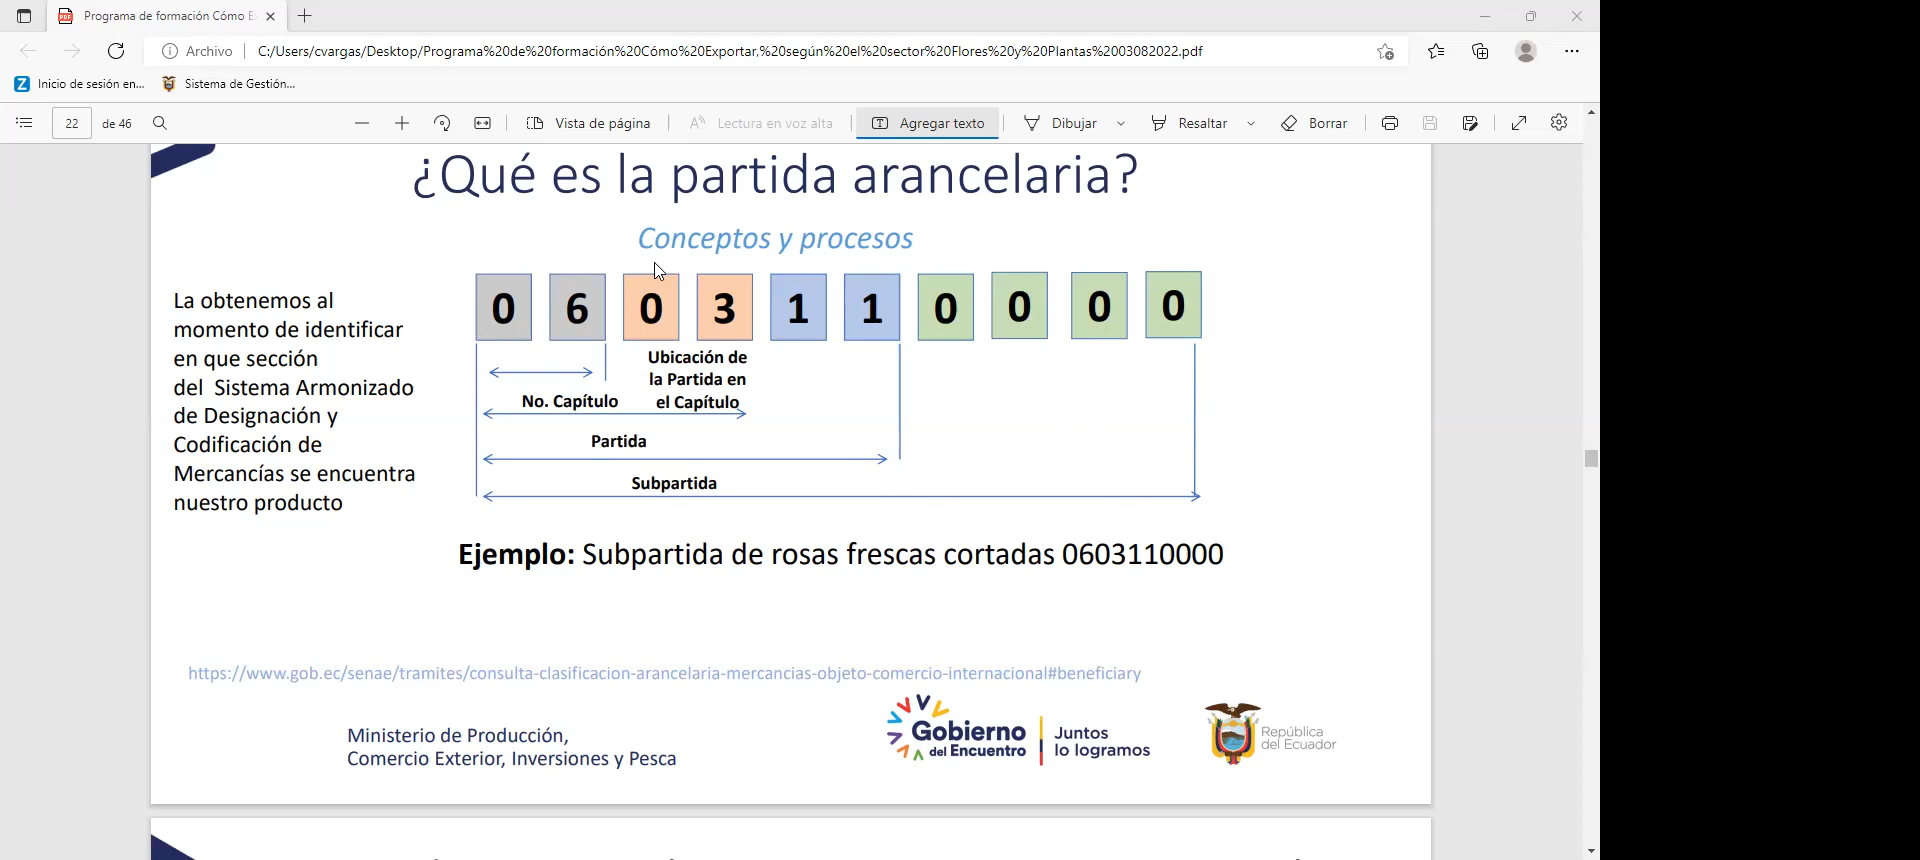 Programa de formación Cómo E
Archivo
C:/Users/cvargas/Desktop/Programa%20de%20formación%20Cómo%20Exportar,%20según%20el%20sector%20Flores%20y%20Plantas%2003082022.pdf
Inicio de sesión en...
Sistema de Gestión...
22 de 46
Vista de página
Lectura en voz alta
Agregar texto
Dibujar
Resaltar
Borrar
¿Qué es la partida arancelaria?
Conceptos y procesos
La obtenemos al
momento de identificar
en que sección
del Sistema Armonizado
de Designación y
Codificación de
Mercancías se encuentra
nuestro producto
0 6 0 3 1 1 0 0 0 0
Ubicación de
la Partida en
el Capítulo
No. Capítulo
Partida
Subpartida
Ejemplo: Subpartida de rosas frescas cortadas 0603110000
https://www.gob.ec/senae/tramites/consulta-clasificacion-arancelaria-mercancias-objeto-comercio-internacional#beneficiary
Ministerio de Producción,
Comercio Exterior, Inversiones y Pesca
Gobierno
del Encuentro
Juntos
lo logramos
República
del Ecuador